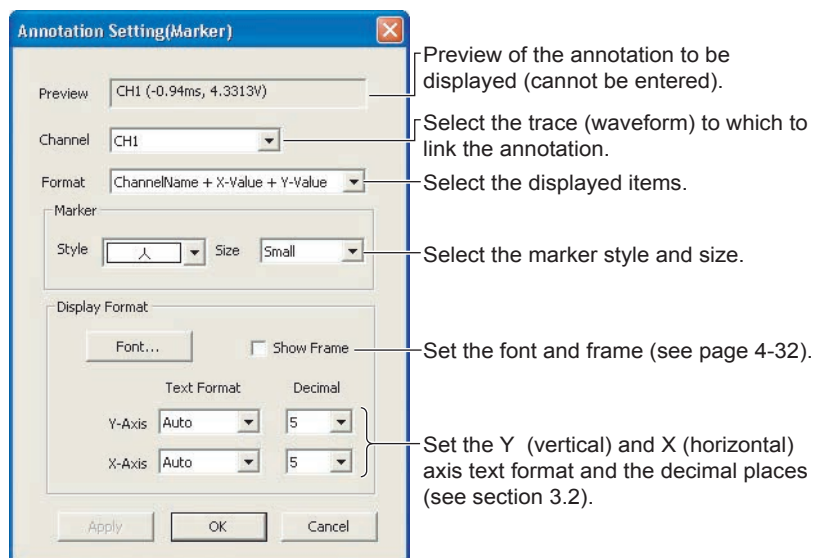 Annotation Setting(Marker)
Preview CH1 (-0.94ms, 4.3313V)
Preview of the annotation to be
displayed (cannot be entered).
Channel CH1
Select the trace (waveform) to which to
link the annotation.
Format ChannelName + X-Value + Y-Value
Select the displayed items.
Marker
Style Size Small
Select the marker style and size.
Display Format
Font... Show Frame
Set the font and frame (see page 4-32).
Text Format Decimal
Y-Axis Auto 5
X-Axis Auto 5
Set the Y (vertical) and X (horizontal)
axis text format and the decimal places
(see section 3.2).
Apply OK Cancel